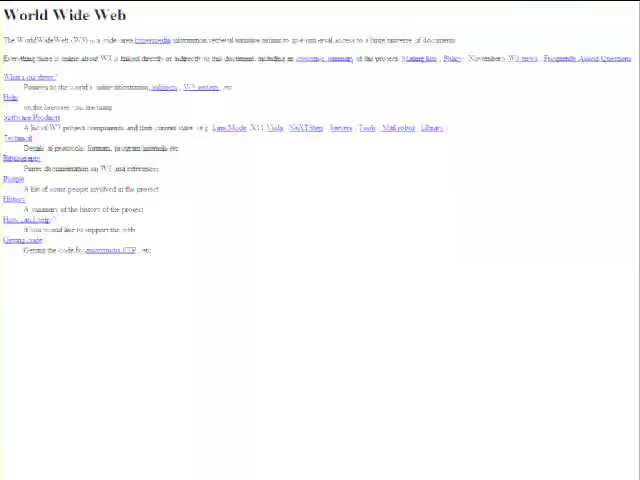 World Wide Web
The WorldWideWeb (W3) is a wide-area hypermedia information retrieval initiative aiming to give universal access to a large universe of documents.
Everything there is online about W3 is linked directly or indirectly to this document, including an executive summary of the project, Mailing lists , Policy , November's W3 news , Frequently Asked Questions .
What's out there?
Pointers to the world's online information, subjects , W3 servers, etc.
Help
on the browser you are using
Software Products
A list of W3 project components and their current state. (e.g. Line Mode ,X11 Viola , NeXTStep , Servers , Tools , Mail robot , Library )
Technical
Details of protocols, formats, program internals etc
Bibliography
Paper documentation on W3 and references.
People
A list of some people involved in the project.
History
A summary of the history of the project.
How can I help ?
If you would like to support the web..
Getting code
Getting the code by anonymous FTP , etc.